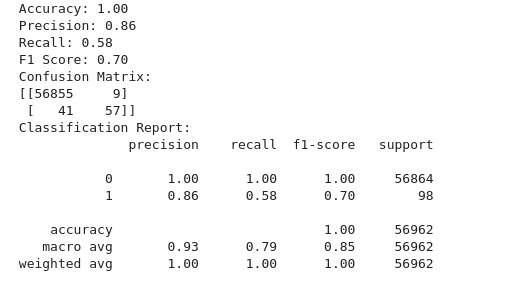 Accuracy: 1.00
Precision: 0.86
Recall: 0.58
F1 Score: 0.70
Confusion Matrix:
[[56855     9]
 [   41    57]]
Classification Report:
              precision    recall  f1-score   support

           0       1.00      1.00      1.00     56864
           1       0.86      0.58      0.70        98

    accuracy                           1.00     56962
   macro avg       0.93      0.79      0.85     56962
weighted avg       1.00      1.00      1.00     56962